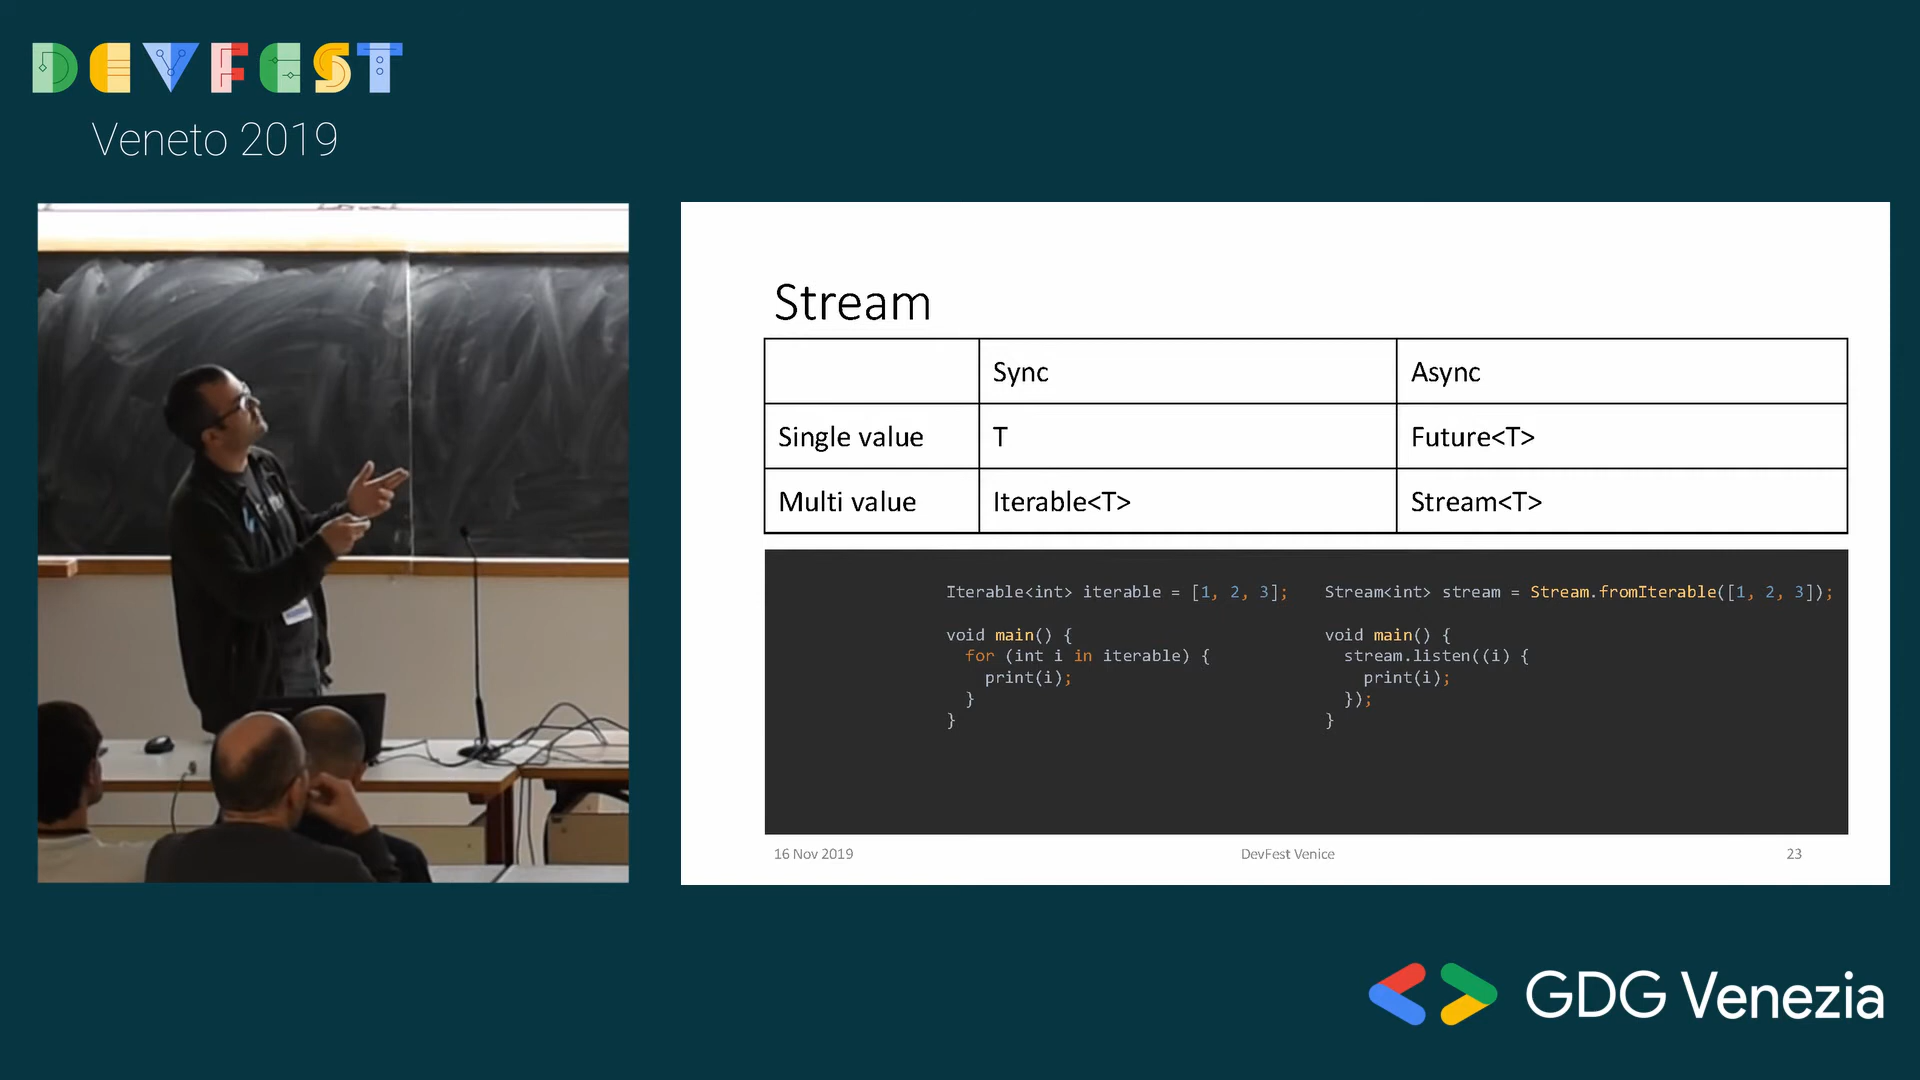 DEVFEST
Veneto 2019
Stream
Sync
Async
Single value
T
Future<T>
Multi value
Iterable<T>
Stream<T>
Iterable<int> iterable = [1, 2, 3];
void main() {
  for (int i in iterable) {
    print(i);
  }
}
Stream<int> stream = Stream.fromIterable([1, 2, 3]);
void main() {
  stream.listen((i) {
    print(i);
  });
}
16 Nov 2019
DevFest Venice
23
GDG Venezia